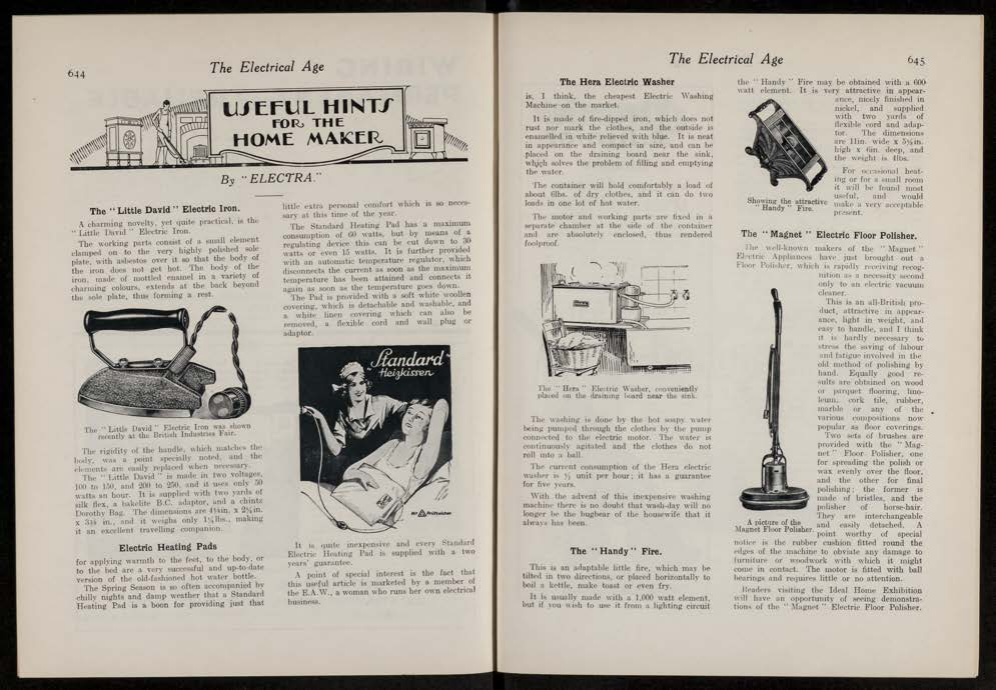 644
The Electrical Age
USEFUL HINTS
FOR THE
HOME MAKER
By "ELECTRA."
The "Little David" Electric Iron.
A charming novelty, yet quite practical, is the
"Little David" Electric Iron.
The working parts consist of a small element
clamped on to the very highly polished sole
plate, with asbestos over it so that the body of
the iron does not get hot. The body of the
iron, made of mottled enamel in a variety of
charming colours, extends at the back beyond
the sole plate, thus forming a rest.
The "Little David" Electric Iron was shown
recently at the British Industries Fair.
The rigidity of the handle, which matches the
body, was a point specially noted, and the
elements are easily replaced when necessary.
The "Little David" is made in two voltages,
100 to 150, and 200 to 250, and it uses only 50
watts an hour. It is supplied with two yards of
silk flex, a bakelite B.C. adaptor, and a chintz
Dorothy Bag. The dimensions are
in., and it weighs only lbs., making
it an excellent travelling companion.
Electric Heating Pads
for applying warmth to the feet, to the body, or
to the bed are a very successful and up-to-date
version of the old-fashioned hot water bottle.
The Spring Season is so often accompanied by
chilly nights and damp weather that a Standard
Heating Pad is a boon for providing just that
little extra personal comfort which is so neces-
sary at this time of the year.
The Standard Heating Pad has a maximum
consumption of 60 watts, but by means of a
regulating device this can be cut down to 30
watts or even 15 watts. It is further provided
with an automatic temperature regulator, which
disconnects the current as soon as the maximum
temperature has been attained and connects it
again as soon as the temperature goes down.
The Pad is provided with a soft white woollen
covering, which is detachable and washable, and
a white linen covering which can also be
removed, a flexible cord and wall plug or
adaptor.
Standard
Heizkissen
It is quite inexpensive and every Standard
Electric Heating Pad is supplied with a two
years' guarantee.
A point of special interest is the fact that
this useful article is marketed by a member of
the E.A.W., a woman who runs her own electrical
business.
The Electrical Age
645
The Hera Electric Washer
is, I think, the cheapest Electric Washing
Machine on the market.
It is made of fire-dipped iron, which does not
rust nor mark the clothes, and the outside is
enamelled in white relieved with blue. It is neat
in appearance and compact in size, and can be
placed on the draining board near the sink,
which solves the problem of filling and emptying
the water.
The container will hold comfortably a load of
about 6lbs. of dry clothes, and it can do two
loads in one lot of hot water.
The motor and working parts are fixed in a
separate chamber at the side of the container
and are absolutely enclosed, thus rendered
foolproof.
The "Hera" Electric Washer, conveniently
placed on the draining board near the sink.
The washing is done by the hot soapy water
being pumped through the clothes by the pump
connected to the electric motor. The water is
continuously agitated and the clothes do not
roll into a ball.
The current consumption of the Hera electric
washer is ½ unit per hour; it has a guarantee
for five years.
With the advent of this inexpensive washing
machine there is no doubt that wash-day will no
longer be the bugbear of the housewife that it
always has been.
The "Handy" Fire.
This is an adaptable little fire, which may be
tilted in two directions, or placed horizontally to
boil a kettle, make toast or even fry.
It is usually made with a 1,000 watt element,
but if you wish to use it from a lighting circuit
the "Handy" Fire may be obtained with a 600-
watt element. It is very attractive in appear-
ance, nicely finished in
nickel, and supplied
with two yards of
flexible cord and adap-
tor. The dimensions
are 11in. wide x 5½in.
high x 6in. deep, and
the weight is 4lbs.
For occasional heat-
ing or for a small room
it will be found most
useful, and would
make a very acceptable
present.
Showing the attractive
"Handy" Fire.
The "Magnet" Electric Floor Polisher.
The well-known makers of the "Magnet"
Electric Appliances have just brought out a
Floor Polisher, which is rapidly receiving recog-
nition as a necessity second
only to an electric vacuum
cleaner.
This is an all-British pro-
duct, attractive in appear-
ance, light in weight, and
easy to handle, and I think
it is hardly necessary to
stress the saving of labour
and fatigue involved in the
old method of polishing by
hand. Equally good re-
sults are obtained on wood
or parquet flooring, lino-
leum, cork tile, rubber,
marble or any of the
various compositions now
popular as floor coverings.
Two sets of brushes are
provided with the "Mag-
net" Floor Polisher, one
for spreading the polish or
wax evenly over the floor,
and the other for final
polishing; the former is
made of bristles, and the
polisher of horse-hair.
They are interchangeable
and easily detached. A
point worthy of special
A picture of the
Magnet Floor Polisher.
notice is the rubber cushion fitted round the
edges of the machine to obviate any damage to
furniture or woodwork with which it might
come in contact. The motor is fitted with ball
bearings and requires little or no attention.
Readers visiting the Ideal Home Exhibition
will have an opportunity of seeing demonstra-
tions of the "Magnet" Electric Floor Polisher.